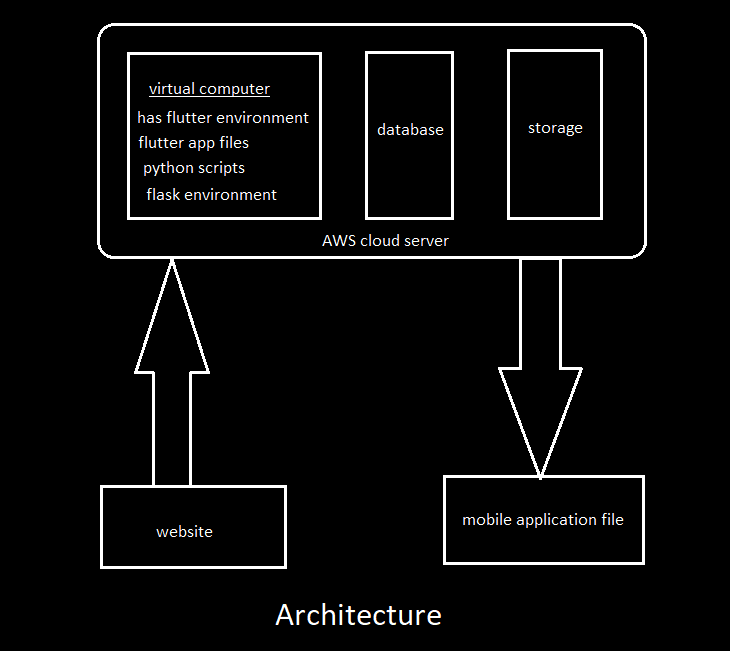 virtual computer
has flutter environment
flutter app files
python scripts
flask environment
database
storage
AWS cloud server
website
mobile application file
Architecture